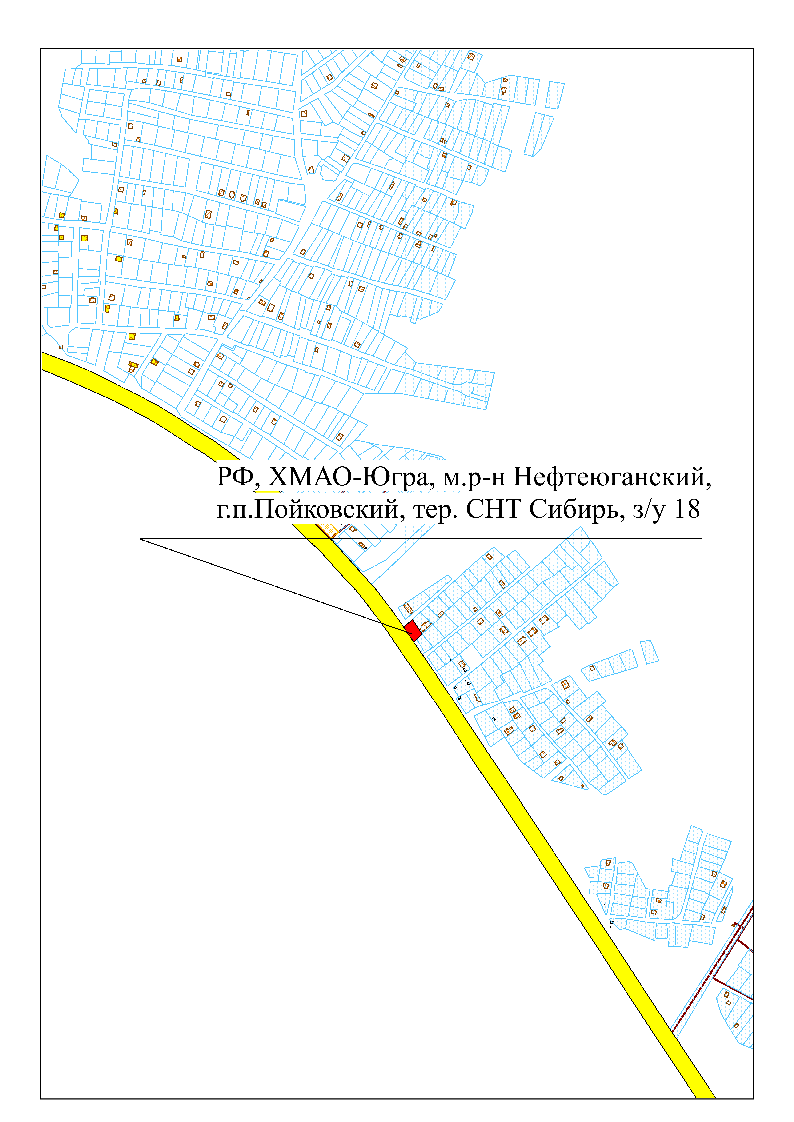 РФ, ХМАО-Югра, м.р-н Нефтеюганский,
г.п.Пойковский, тер. СНТ Сибирь, з/у 18